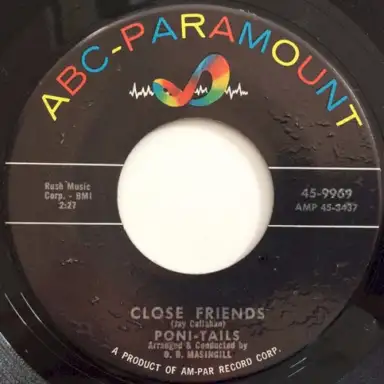 ABC-PARAMOUNT
Rush Music
Corp. - BMI
2:27
45-9969
AMP 45-3437
CLOSE FRIENDS
(Jay Callahan)
PONI-TAILS
Arranged & Conducted by
O. B. MASINGILL
A PRODUCT OF AM-PAR RECORD CORP.